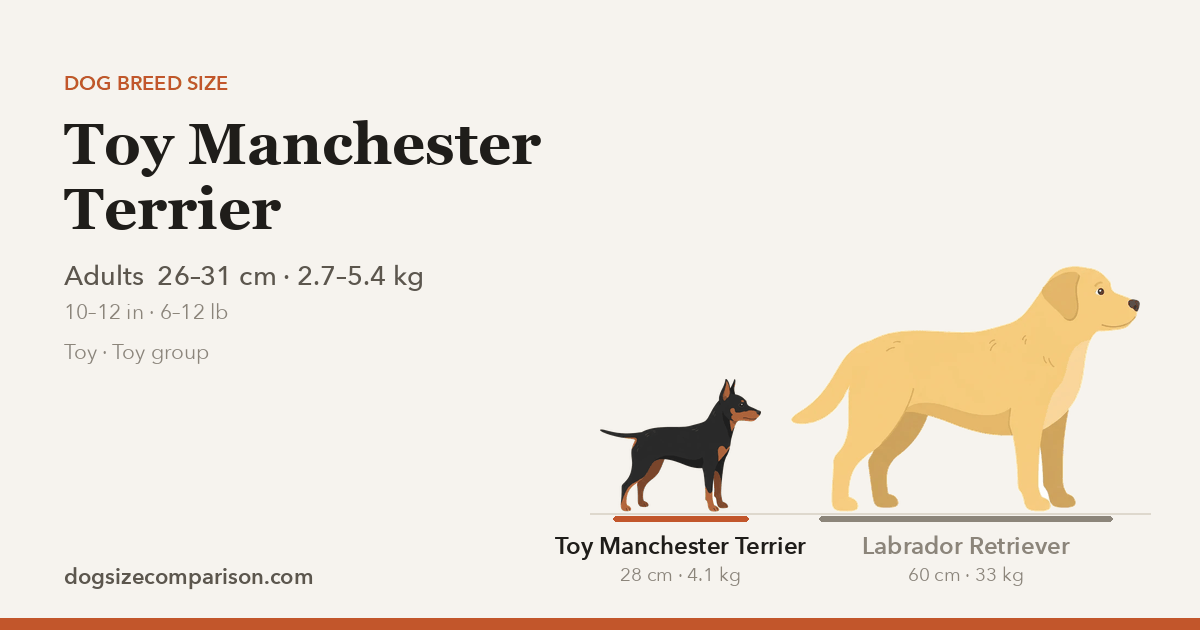 DOG BREED SIZE
Toy Manchester
Terrier
Adults 26–31 cm · 2.7–5.4 kg
10–12 in · 6–12 lb
Toy · Toy group
Toy Manchester Terrier
28 cm · 4.1 kg
Labrador Retriever
60 cm · 33 kg
dogsizecomparison.com